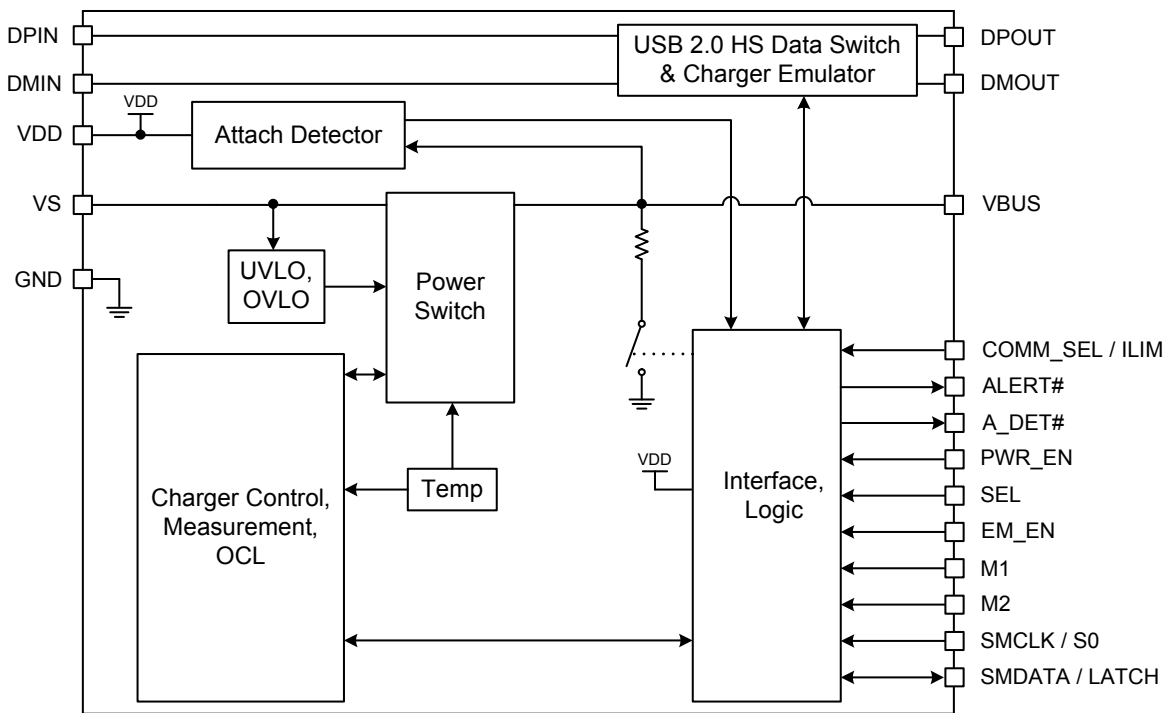 DPIN
USB 2.0 HS Data Switch
& Charger Emulator
DPOUT
DMIN
DMOUT
VDD
VDD
Attach Detector
VS
VBUS
GND
UVLO,
OVLO
Power
Switch
COMM_SEL / ILIM
ALERT#
A_DET#
PWR_EN
SEL
EM_EN
M1
M2
SMCLK / S0
SMDATA / LATCH
VDD
Interface,
Logic
Temp
Charger Control,
Measurement,
OCL